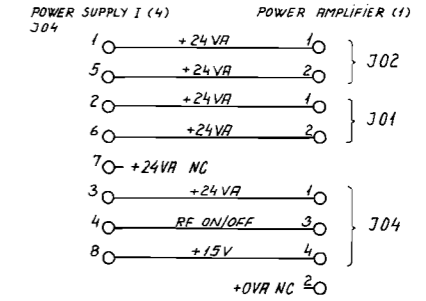 POWER SUPPLY I (4) POWER AMPLIFIER (1)
J04
1 +24VA 1
5 +24VA 2 J02
2 +24VA 1
6 +24VA 2 J01
7 +24VA NC
3 +24VA 1
4 RF ON/OFF 3 J04
8 +15V 4
+0VA NC 2